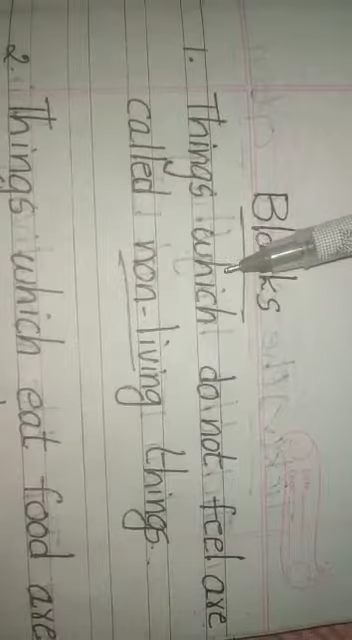 Blanks
1. Things which do not feel are
called non-living things.
2. Things which eat food are